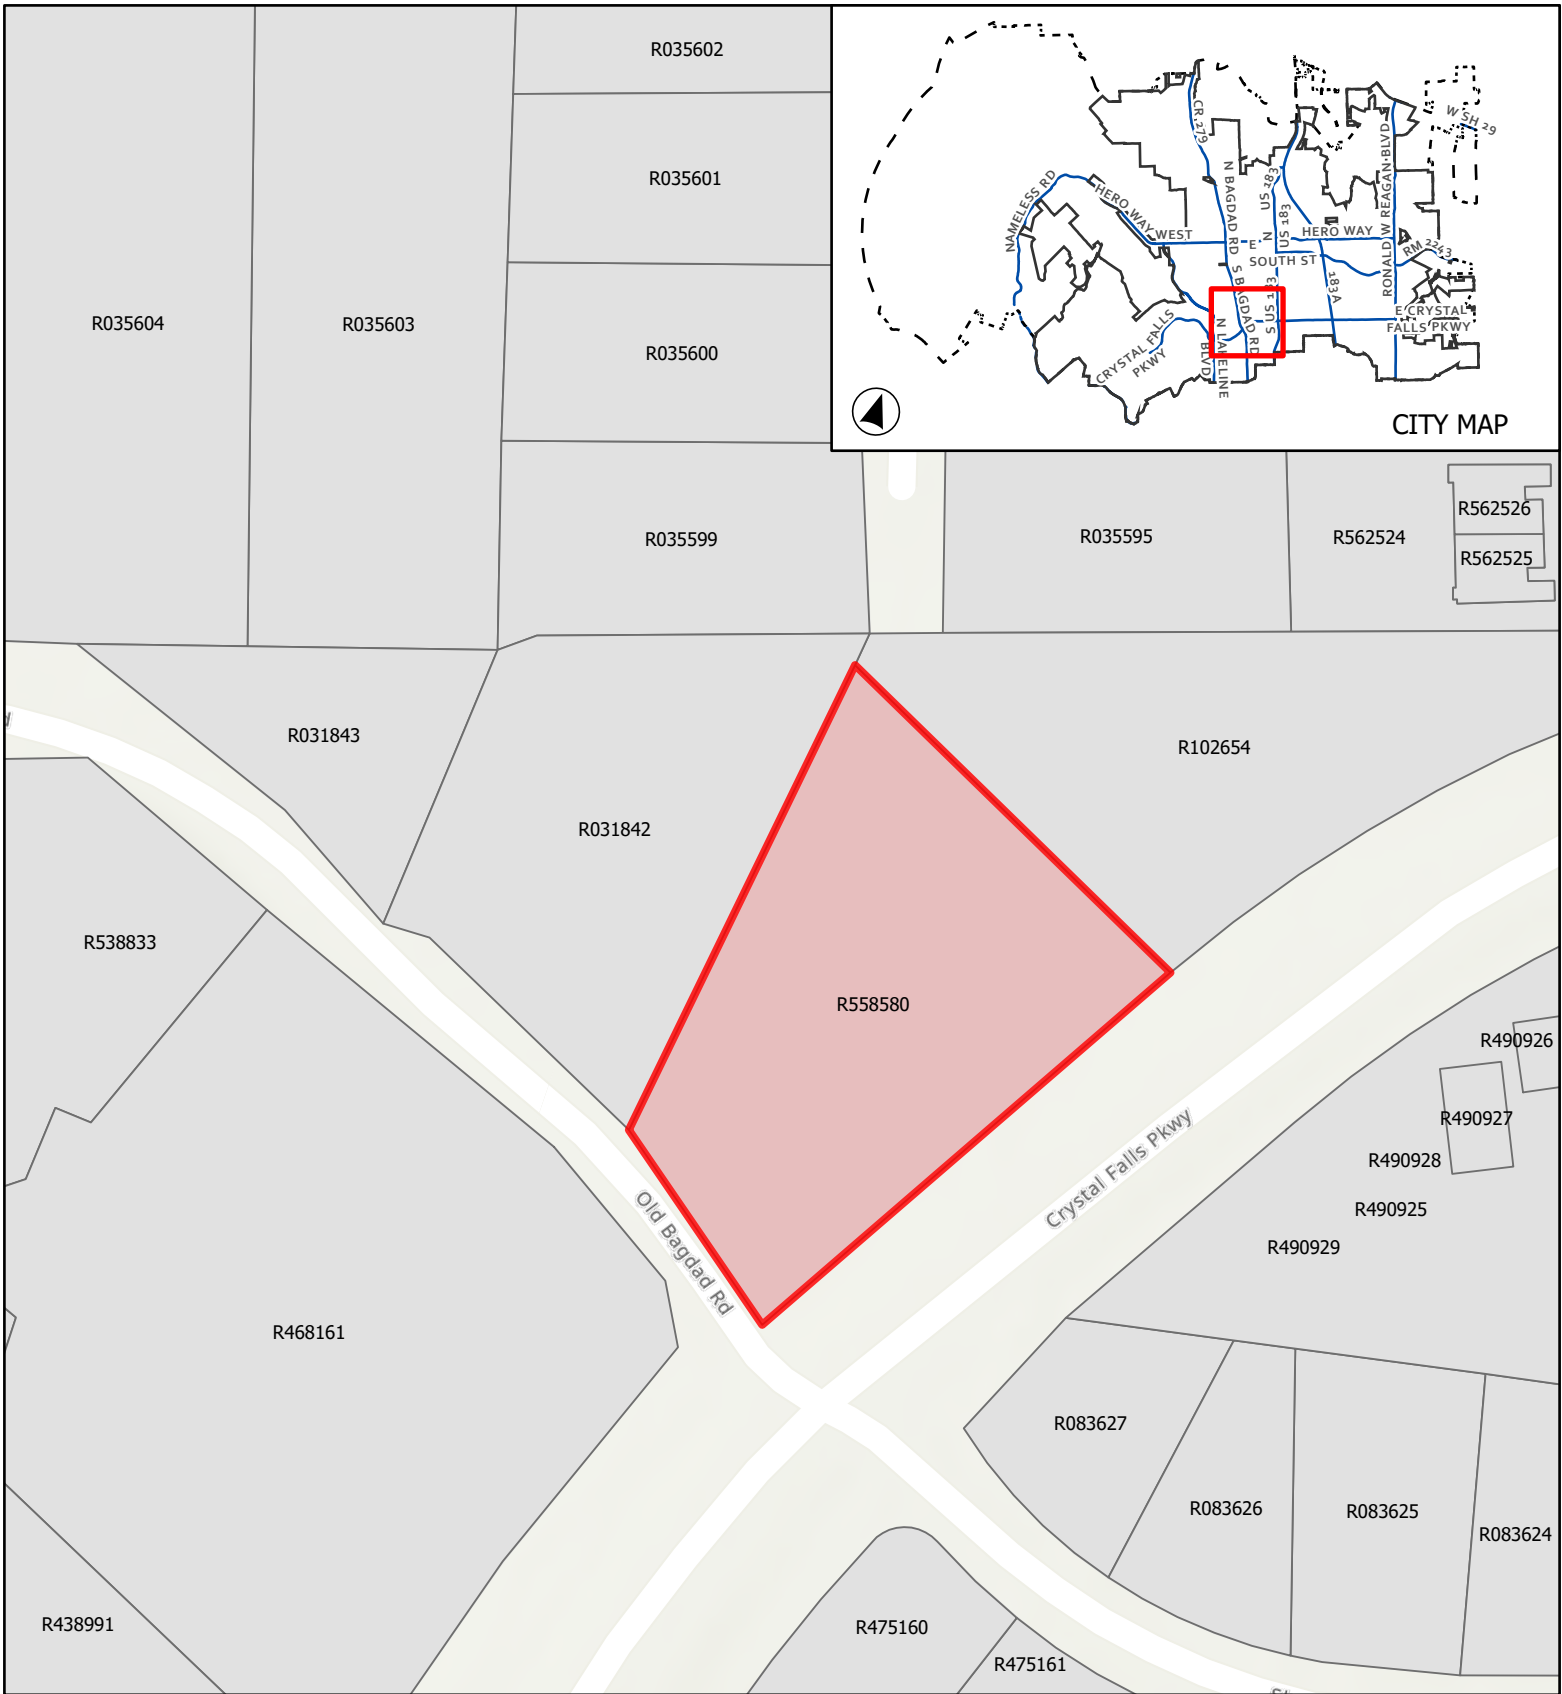 R035602
R035601
R035604
R035603
R035600
R035599
W SH 29
CR 279
N BAGDAD RD
US 183
N
US 183
RONALD W REAGAN BLVD
NAMELESS RD
HERO WAY
WEST
E
HERO WAY
SOUTH ST
RM 2243
S BAGDAD RD
S US 183
183A
E CRYSTAL
FALLS PKWY
CRYSTAL FALLS
PKWY
N LAKELINE
BLVD
CITY MAP
R035595
R562524
R562526
R562525
R031843
R102654
R031842
R538833
R558580
R490926
R490927
R490928
R490925
R490929
Crystal Falls Pkwy
Old Bagdad Rd
R468161
R083627
R083626
R083625
R083624
R438991
R475160
R475161